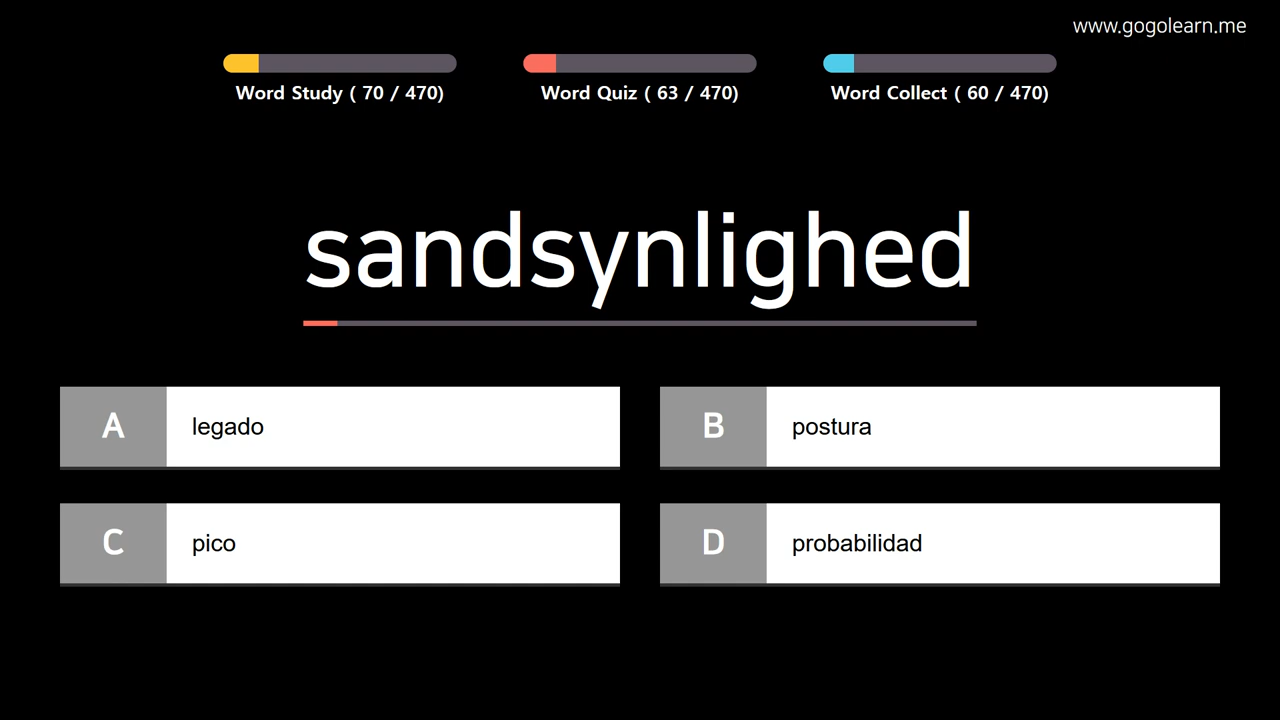 www.gogolearn.me
Word Study ( 70 / 470)
Word Quiz ( 63 / 470)
Word Collect ( 60 / 470)
sandsynlighed
A legado
B postura
C pico
D probabilidad